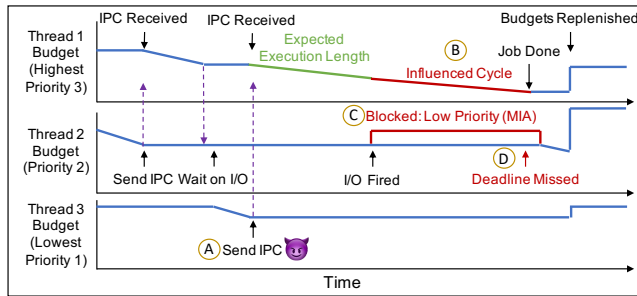 IPC Received
IPC Received
Budgets Replenished
Thread 1
Budget
(Highest
Priority 3)
Expected
Execution Length
B
Job Done
Influenced Cycle
Thread 2
Budget
(Priority 2)
C Blocked: Low Priority (MIA)
D
Send IPC Wait on I/O
I/O Fired
Deadline Missed
Thread 3
Budget
(Lowest
Priority 1)
A Send IPC
Time